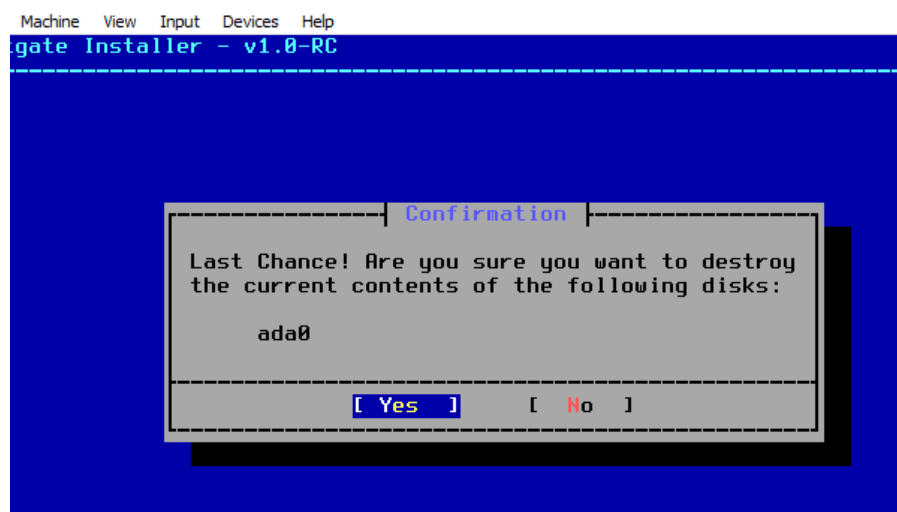 Machine View Input Devices Help
gate Installer - v1.0-RC
Confirmation
Last Chance! Are you sure you want to destroy
the current contents of the following disks:
ada0
[ Yes ] [ No ]